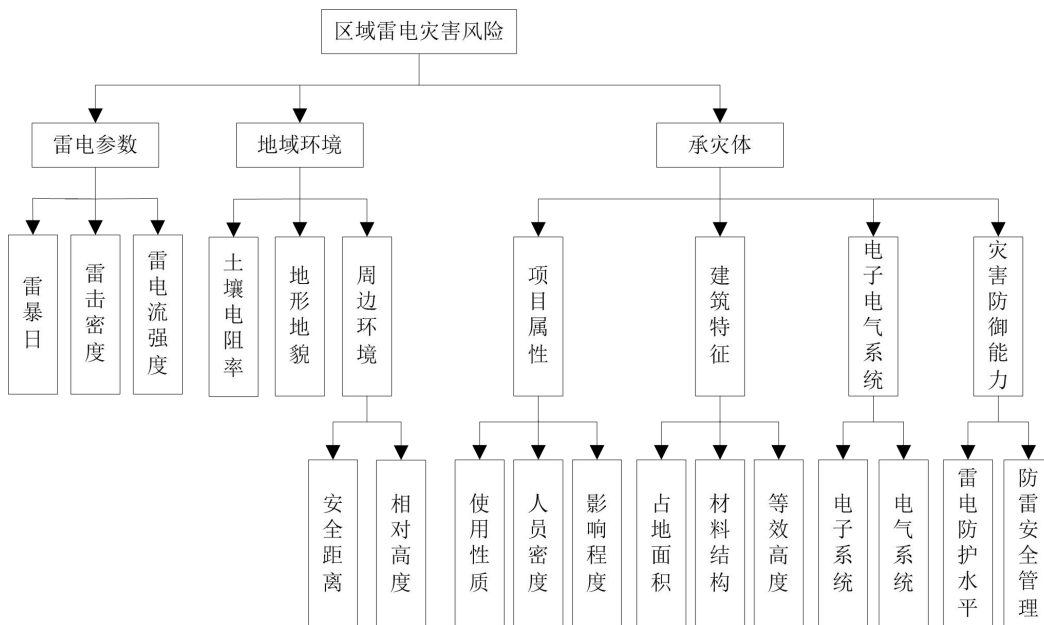 区域雷电灾害风险
雷电参数
地域环境
承灾体
雷暴日
雷击密度
雷电流强度
土壤电阻率
地形地貌
周边环境
项目属性
建筑特征
电子电气系统
灾害防御能力
安全距离
相对高度
使用性质
人员密度
影响程度
占地面积
材料结构
等效高度
电子系统
电气系统
雷电防护水平
防雷安全管理